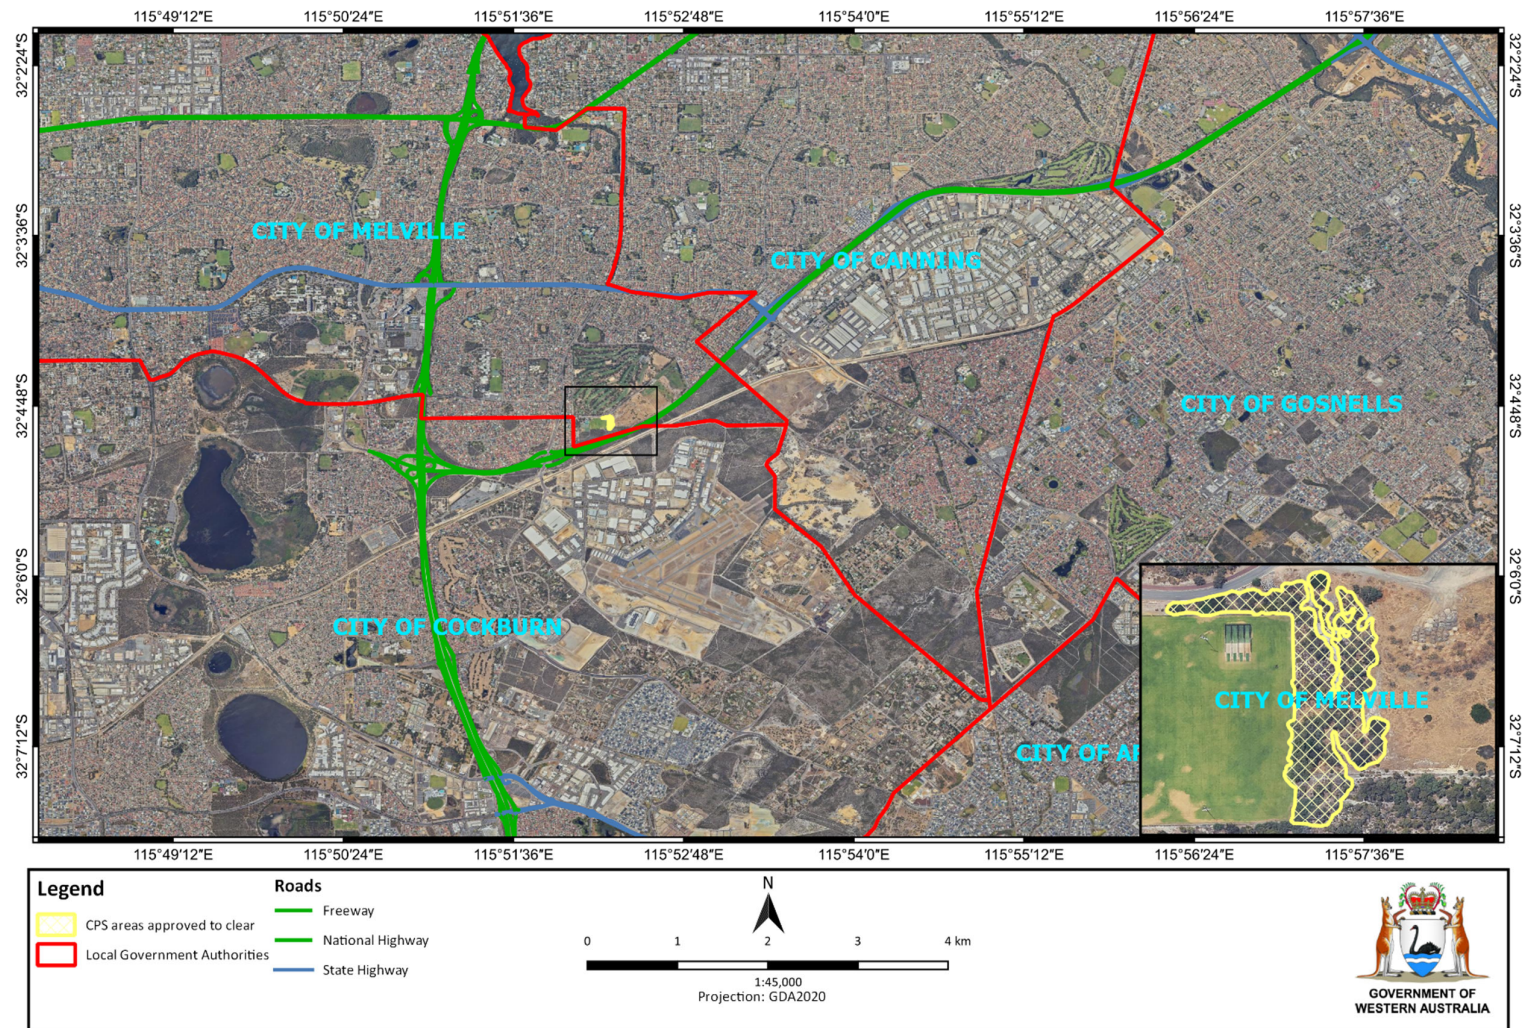 115°49'12"E 115°50'24"E 115°51'36"E 115°52'48"E 115°54'0"E 115°55'12"E 115°56'24"E 115°57'36"E
32°2'24"S
32°2'24"S
32°3'36"S
32°3'36"S
32°4'48"S
32°4'48"S
32°6'0"S
32°6'0"S
32°7'12"S
32°7'12"S
CITY OF MELVILLE
CITY OF CANNING
CITY OF GOSNELLS
CITY OF COCKBURN
CITY OF MELVILLE
CITY OF AR
115°49'12"E 115°50'24"E 115°51'36"E 115°52'48"E 115°54'0"E 115°55'12"E 115°56'24"E 115°57'36"E
Legend
CPS areas approved to clear
Local Government Authorities
Roads
Freeway
National Highway
State Highway
N
0 1 2 3 4 km
1:45,000
Projection: GDA2020
GOVERNMENT OF
WESTERN AUSTRALIA